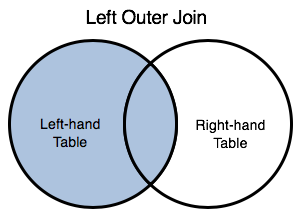 Left Outer Join
Left-hand
Table
Right-hand
Table